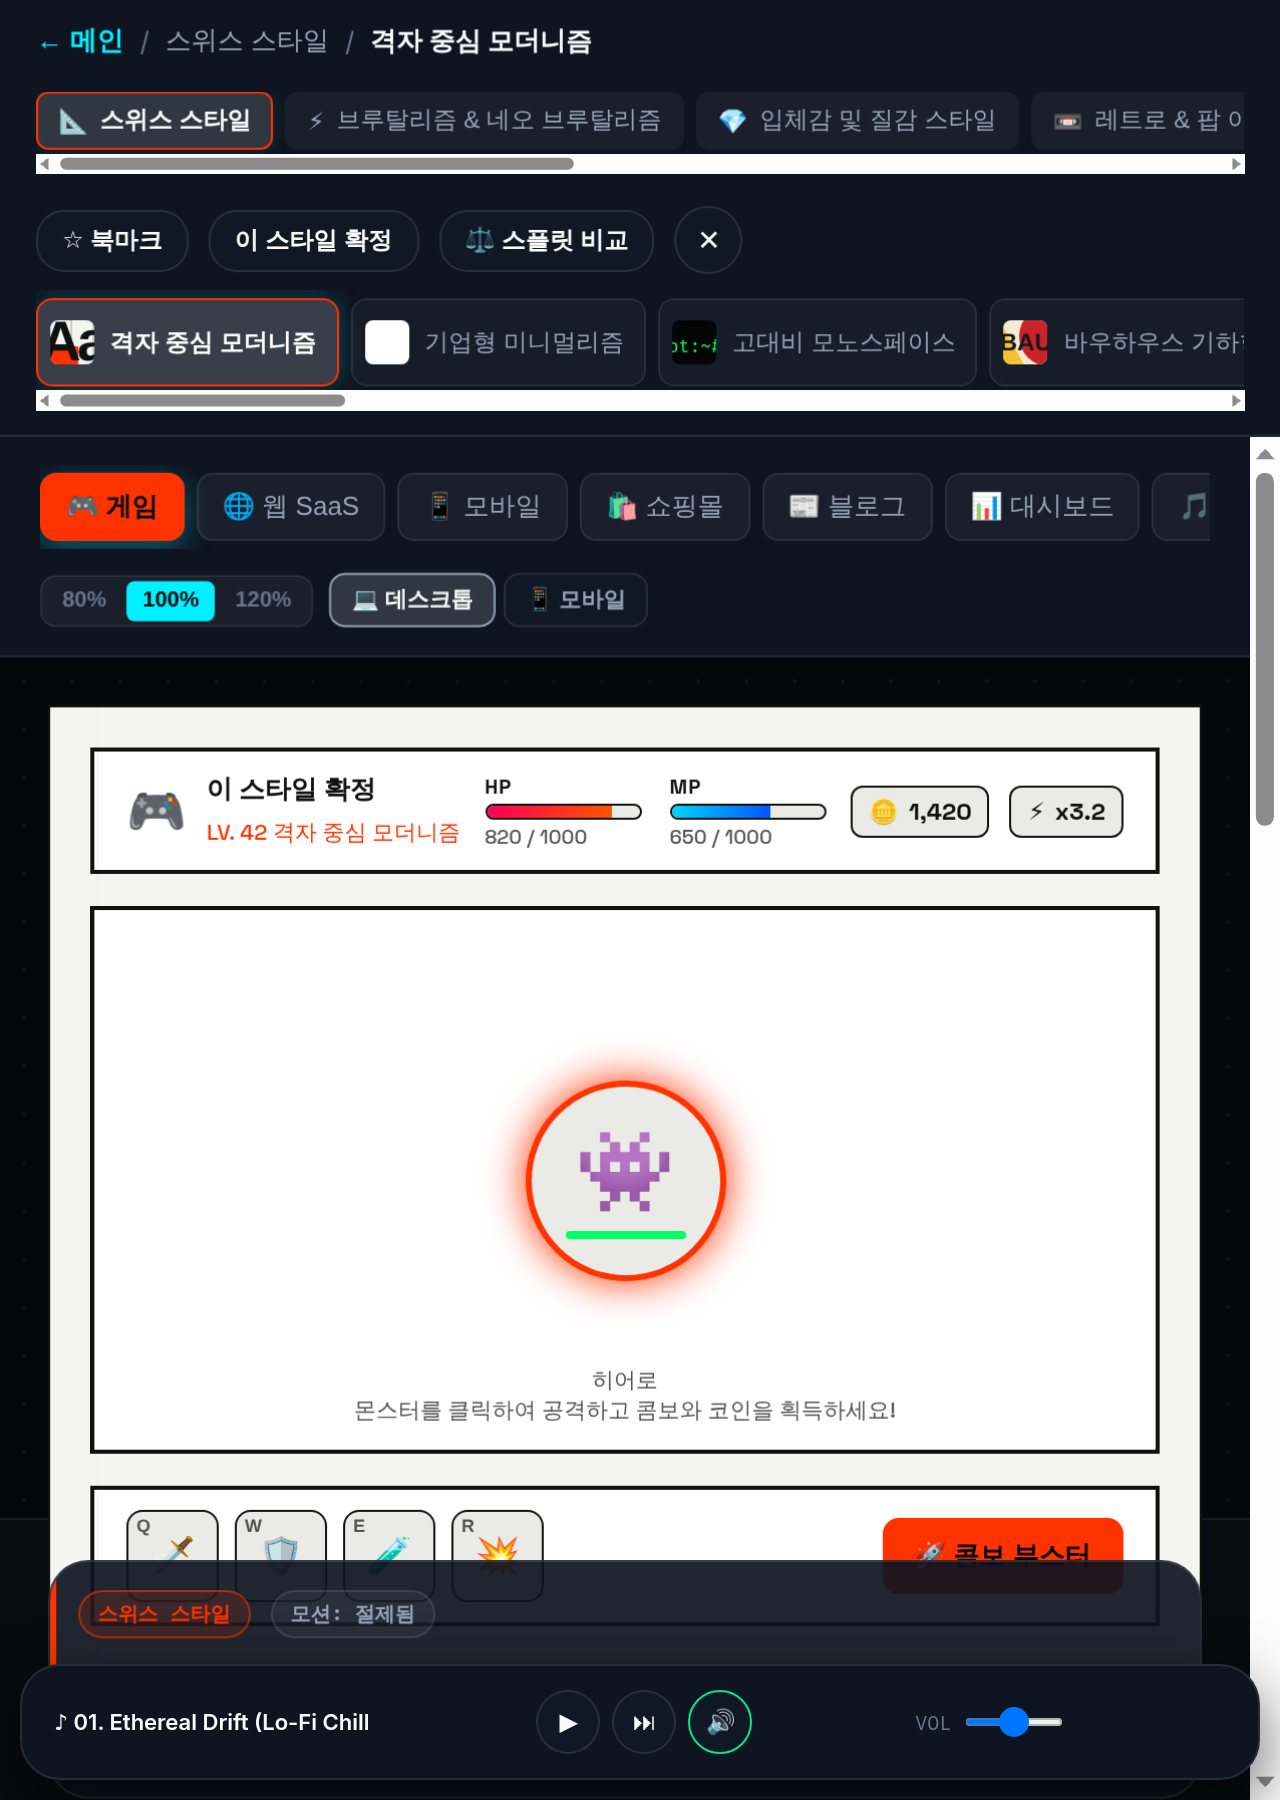 ← 메인 / 스위스 스타일 / 격자 중심 모더니즘
스위스 스타일
브루탈리즘 & 네오 브루탈리즘
입체감 및 질감 스타일
레트로 & 팝
☆ 북마크
이 스타일 확정
스플릿 비교
✕
Aa
격자 중심 모더니즘
기업형 미니멀리즘
ot:~#
고대비 모노스페이스
BAU
바우하우스
게임
웹 SaaS
모바일
쇼핑몰
블로그
대시보드
80%
100%
120%
데스크톱
모바일
이 스타일 확정
LV. 42 격자 중심 모더니즘
HP
820 / 1000
MP
650 / 1000
1,420
x3.2
히어로
몬스터를 클릭하여 공격하고 콤보와 코인을 획득하세요!
Q
W
E
R
콤보 부스터
스위스 스타일
모션: 절제됨
♪ 01. Ethereal Drift (Lo-Fi Chill
VOL